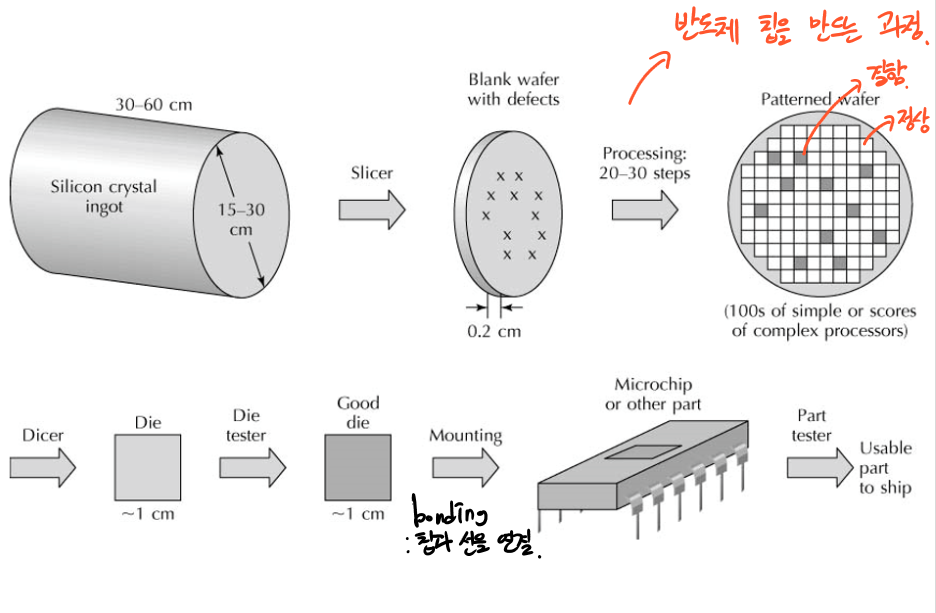 반도체 칩을 만드는 과정.
30–60 cm
Blank wafer
with defects
결함.
Patterned wafer
정상
Silicon crystal
ingot
15–30
cm
Slicer
x x
x x x
x x
x x
x x
Processing:
20–30 steps
0.2 cm
(100s of simple or scores
of complex processors)
Dicer
Die
~1 cm
Die
tester
Good
die
~1 cm
Mounting
bonding
: 칩과 선을 연결.
Microchip
or other part
Part
tester
Usable
part
to ship